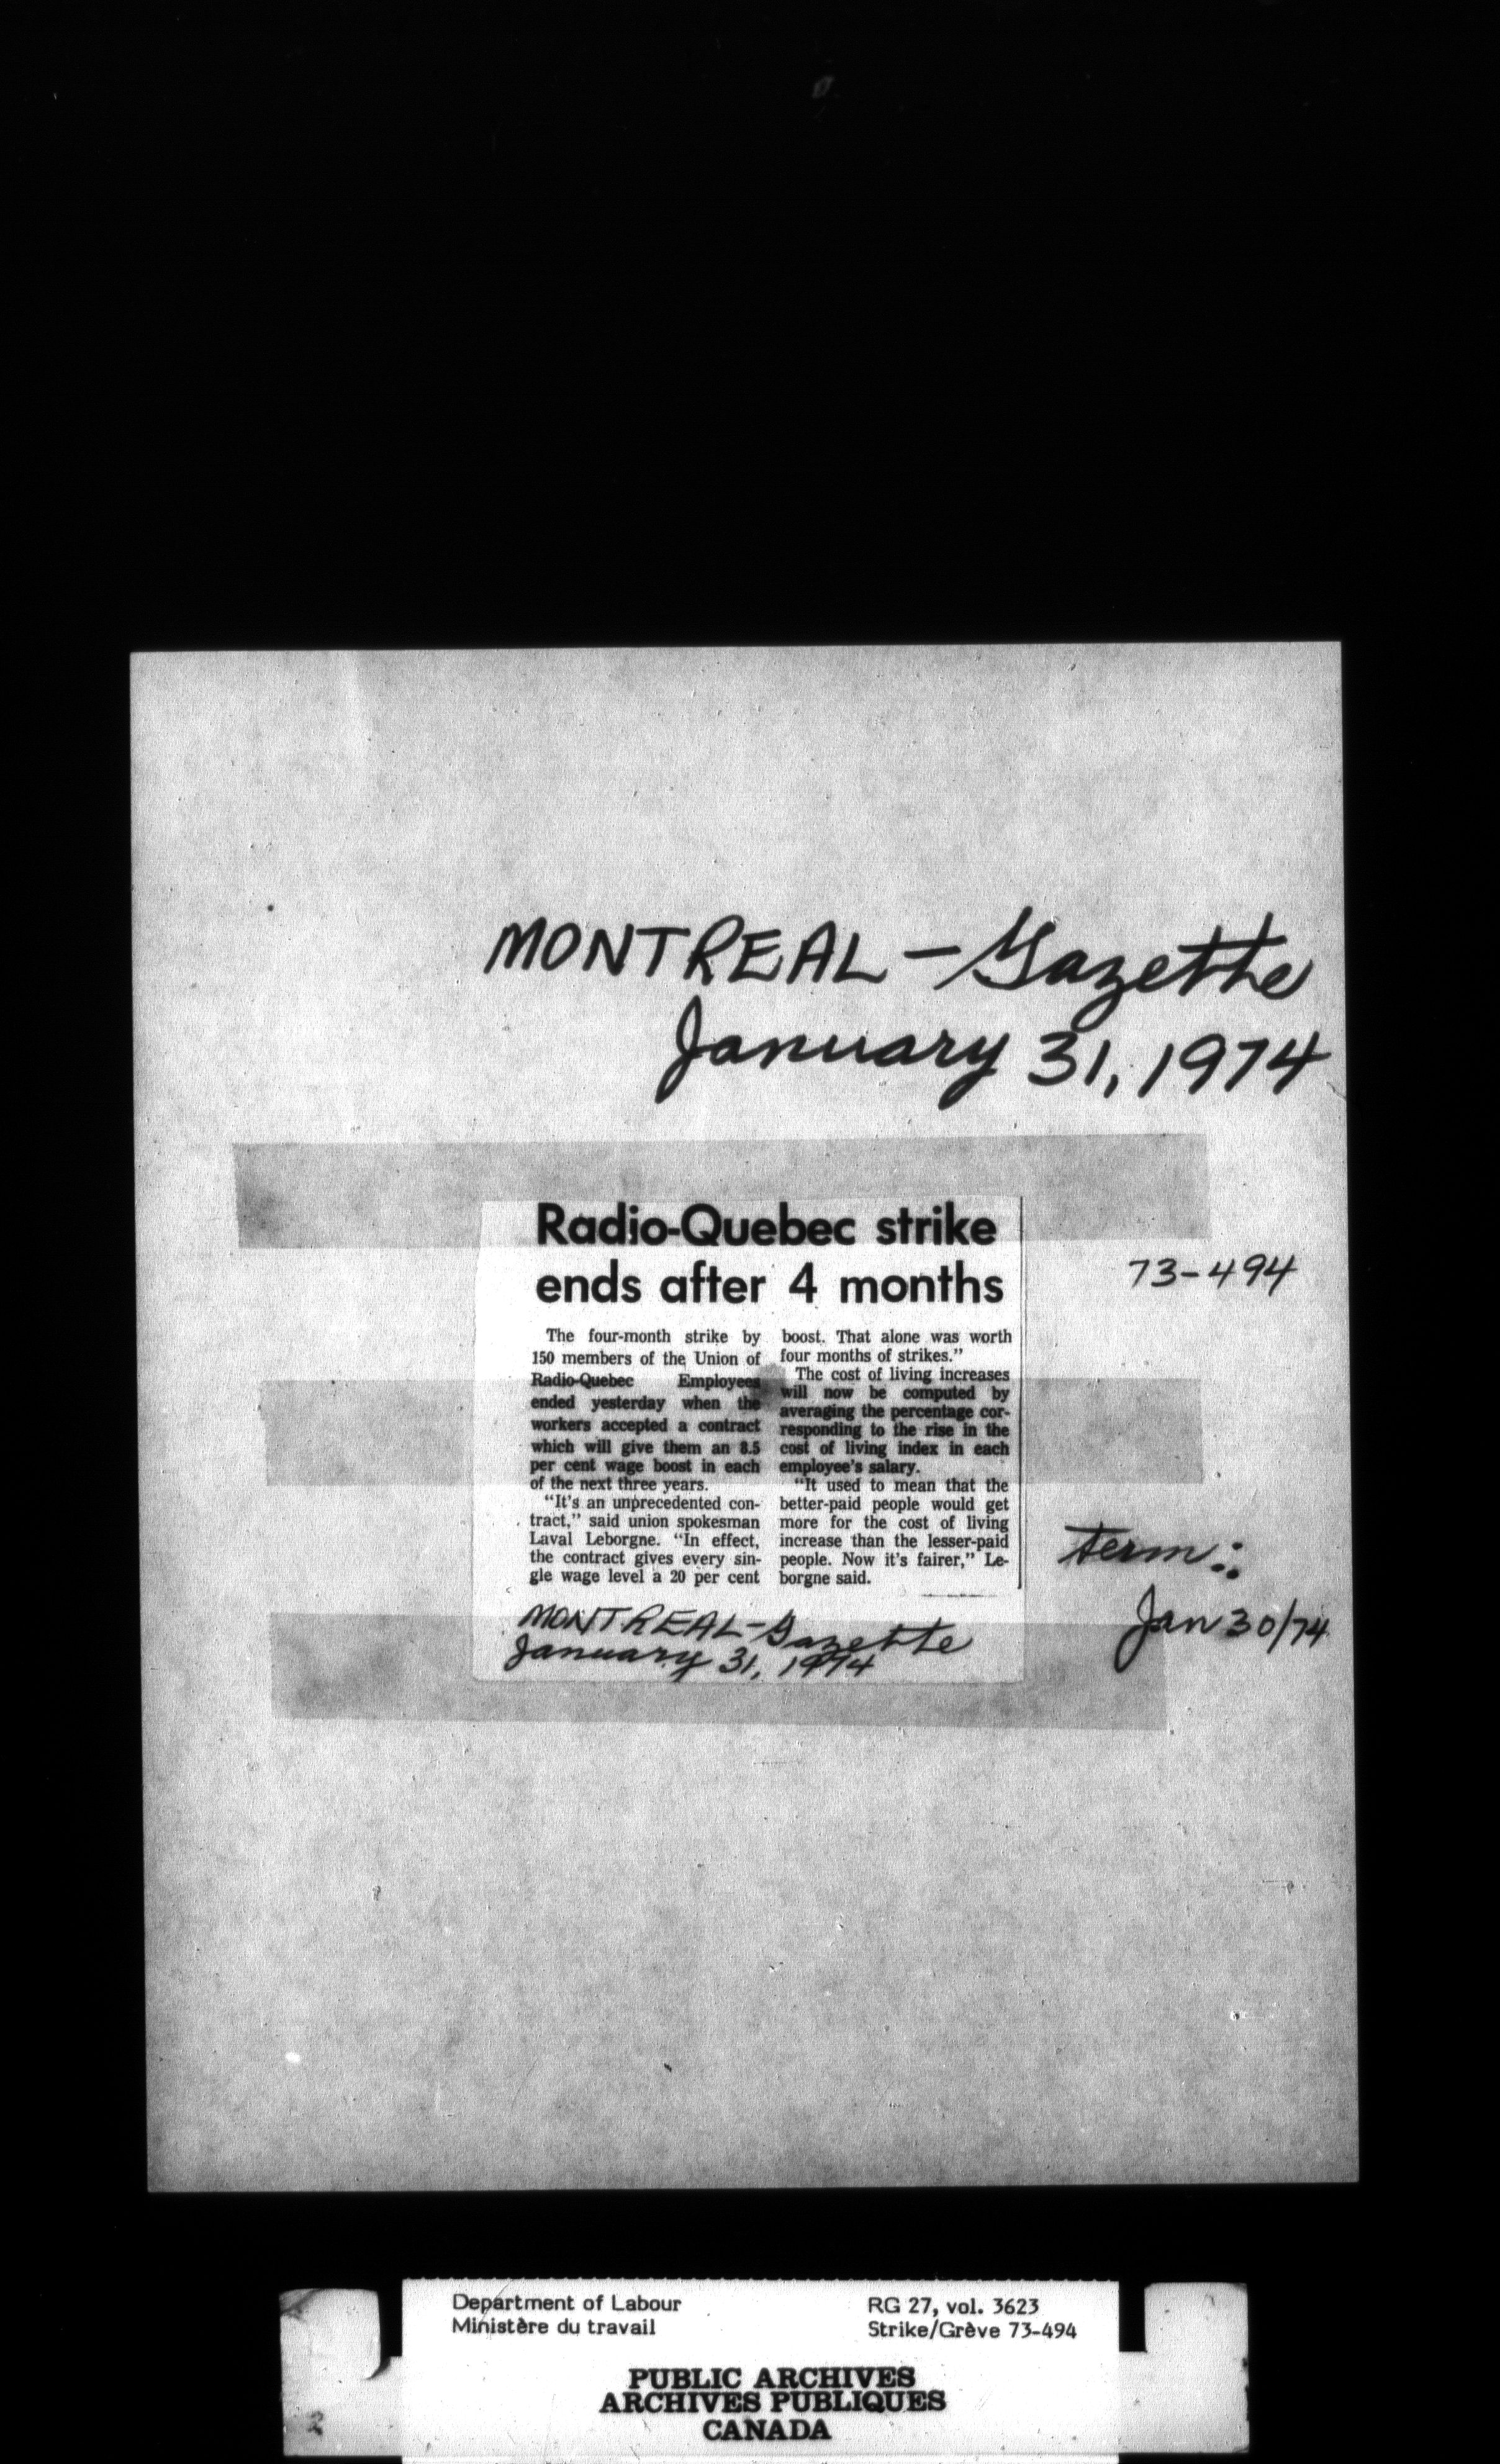 MONTREAL - Gazette
January 31, 1974
Radio-Quebec strike
ends after 4 months
73-494
The four-month strike by
150 members of the Union of
Radio-Quebec Employees
ended yesterday when the
workers accepted a contract
which will give them an 8.5
per cent wage boost in each
of the next three years.
"It's an unprecedented con-
tract," said union spokesman
Laval Leborgne. "In effect,
the contract gives every sin-
gle wage level a 20 per cent
boost. That alone was worth
four months of strikes."
The cost of living increases
will now be computed by
averaging the percentage cor-
responding to the rise in the
cost of living index in each
employee's salary.
"It used to mean that the
better-paid people would get
more for the cost of living
increase than the lesser-paid
people. Now it's fairer," Le-
borgne said.
term:
Jan 30/74
MONTREAL - Gazette
January 31, 1974
Department of Labour
Ministère du travail
RG 27, vol. 3623
Strike/Grève 73-494
PUBLIC ARCHIVES
ARCHIVES PUBLIQUES
CANADA
2